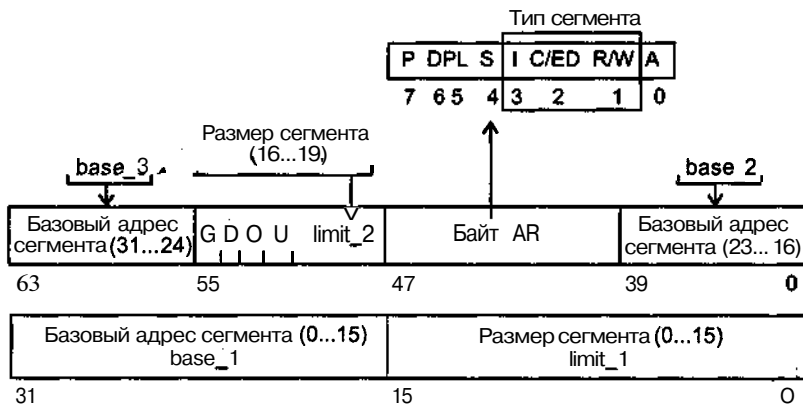 Тип сегмента
P DPL S I C/ED R/W A
7 6 5 4 3 2 1 0
Размер сегмента
(16...19)
base_3
base 2
Базовый адрес
сегмента (31...24)
G D O U limit_2
Байт AR
Базовый адрес
сегмента (23... 16)
63 55 47 39 0
Базовый адрес сегмента (0...15)
base_1
Размер сегмента (0...15)
limit_1
31 15 0